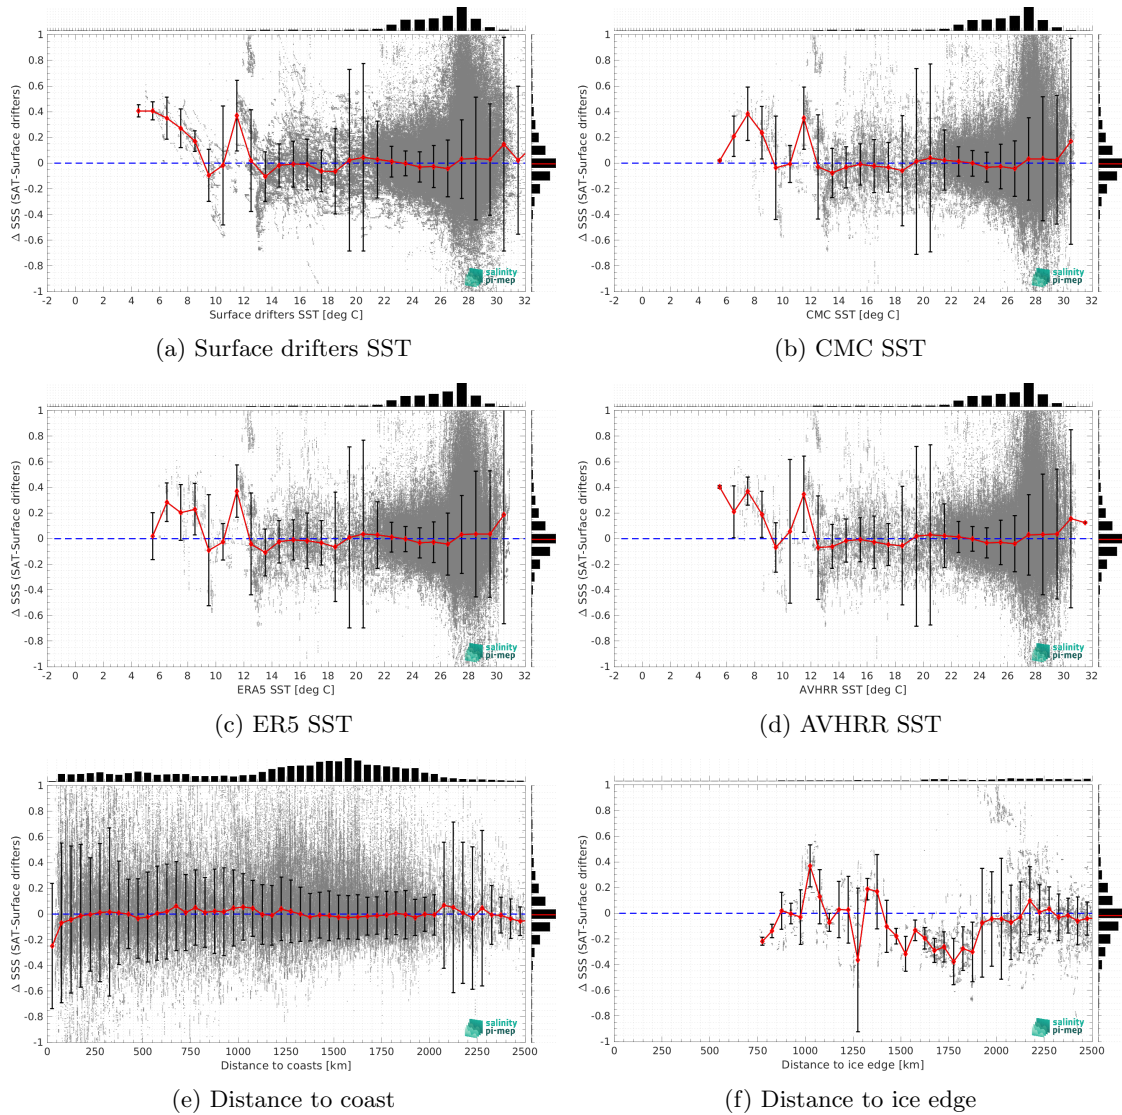 1
0.8
0.6
0.4
0.2
0
-0.2
-0.4
-0.6
-0.8
-1
Δ SSS (SAT-Surface drifters)
-2 0 2 4 6 8 10 12 14 16 18 20 22 24 26 28 30 32
Surface drifters SST [deg C]
salinity
pi-mep
(a) Surface drifters SST
1
0.8
0.6
0.4
0.2
0
-0.2
-0.4
-0.6
-0.8
-1
Δ SSS (SAT-Surface drifters)
-2 0 2 4 6 8 10 12 14 16 18 20 22 24 26 28 30 32
CMC SST [deg C]
salinity
pi-mep
(b) CMC SST
1
0.8
0.6
0.4
0.2
0
-0.2
-0.4
-0.6
-0.8
-1
Δ SSS (SAT-Surface drifters)
-2 0 2 4 6 8 10 12 14 16 18 20 22 24 26 28 30 32
ERA5 SST [deg C]
salinity
pi-mep
(c) ER5 SST
1
0.8
0.6
0.4
0.2
0
-0.2
-0.4
-0.6
-0.8
-1
Δ SSS (SAT-Surface drifters)
-2 0 2 4 6 8 10 12 14 16 18 20 22 24 26 28 30 32
AVHRR SST [deg C]
salinity
pi-mep
(d) AVHRR SST
1
0.8
0.6
0.4
0.2
0
-0.2
-0.4
-0.6
-0.8
-1
Δ SSS (SAT-Surface drifters)
0 250 500 750 1000 1250 1500 1750 2000 2250 2500
Distance to coasts [km]
salinity
pi-mep
(e) Distance to coast
1
0.8
0.6
0.4
0.2
0
-0.2
-0.4
-0.6
-0.8
-1
Δ SSS (SAT-Surface drifters)
0 250 500 750 1000 1250 1500 1750 2000 2250 2500
Distance to ice edge [km]
salinity
pi-mep
(f) Distance to ice edge